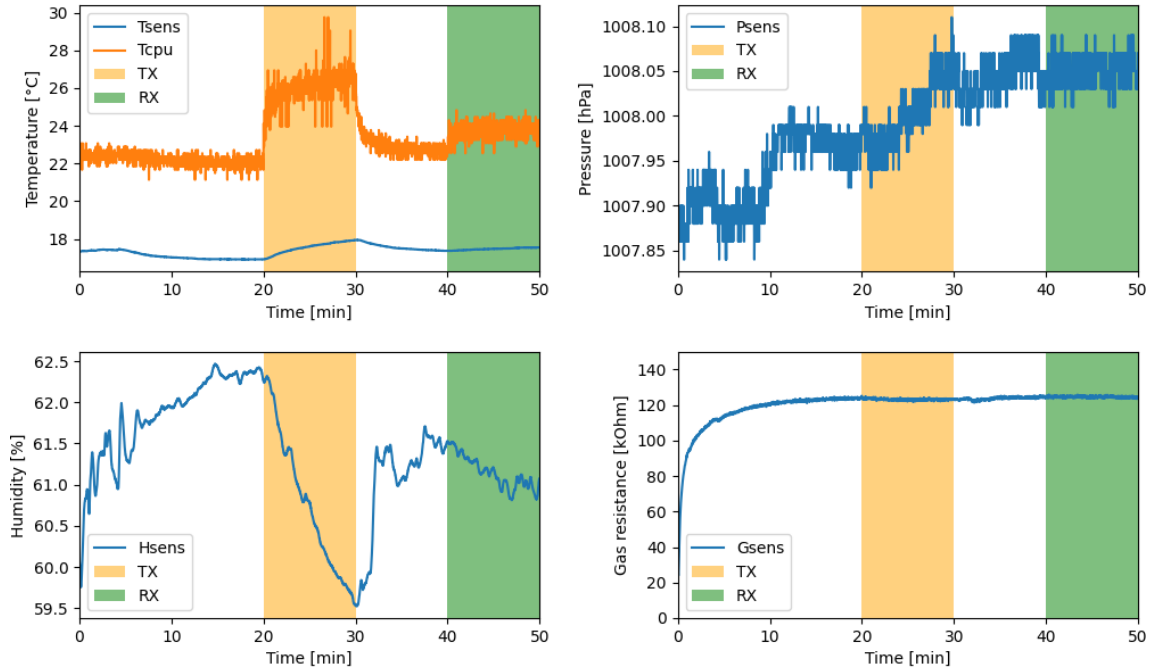 30
28
26
24
22
20
18
Temperature [°C]
Tsens
Tcpu
TX
RX
0 10 20 30 40 50
Time [min]
1008.10
1008.05
1008.00
1007.95
1007.90
1007.85
Pressure [hPa]
Psens
TX
RX
0 10 20 30 40 50
Time [min]
62.5
62.0
61.5
61.0
60.5
60.0
59.5
Humidity [%]
Hsens
TX
RX
0 10 20 30 40 50
Time [min]
140
120
100
80
60
40
20
0
Gas resistance [kOhm]
Gsens
TX
RX
0 10 20 30 40 50
Time [min]